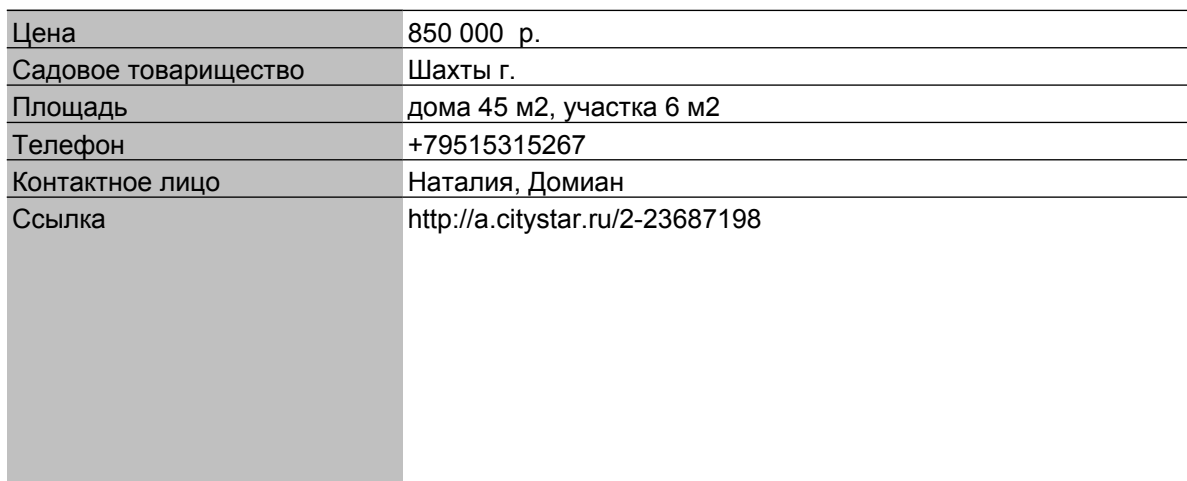 Цена 850 000 р.
Садовое товарищество Шахты г.
Площадь дома 45 м2, участка 6 м2
Телефон +79515315267
Контактное лицо Наталия, Домиан
Ссылка http://a.citystar.ru/2-23687198